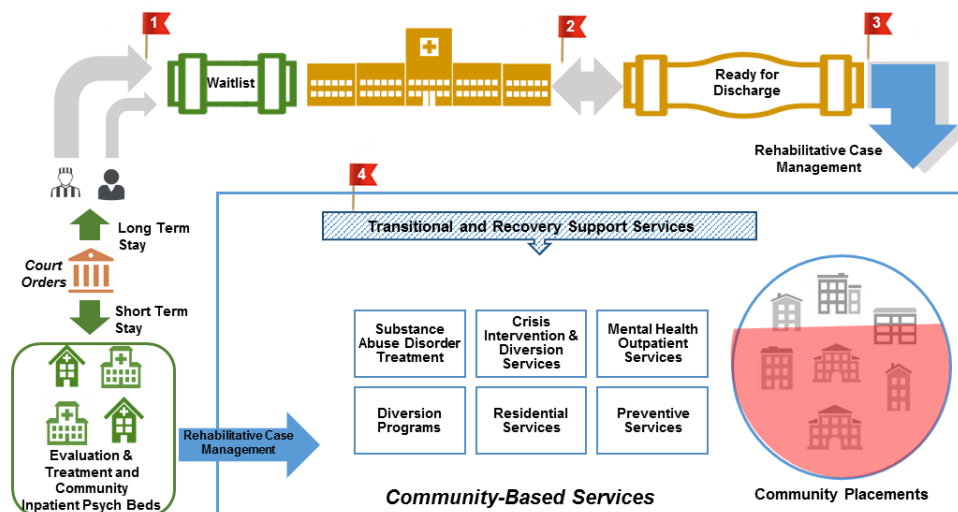 1
2
3
Waitlist
Ready for
Discharge
Rehabilitative Case
Management
4
Transitional and Recovery Support Services
Long Term
Stay
Court
Orders
Short Term
Stay
Substance
Abuse Disorder
Treatment
Crisis
Intervention &
Diversion
Services
Mental Health
Outpatient
Services
Diversion
Programs
Residential
Services
Preventive
Services
Rehabilitative Case
Management
Evaluation &
Treatment and
Community
Inpatient Psych Beds
Community-Based Services
Community Placements